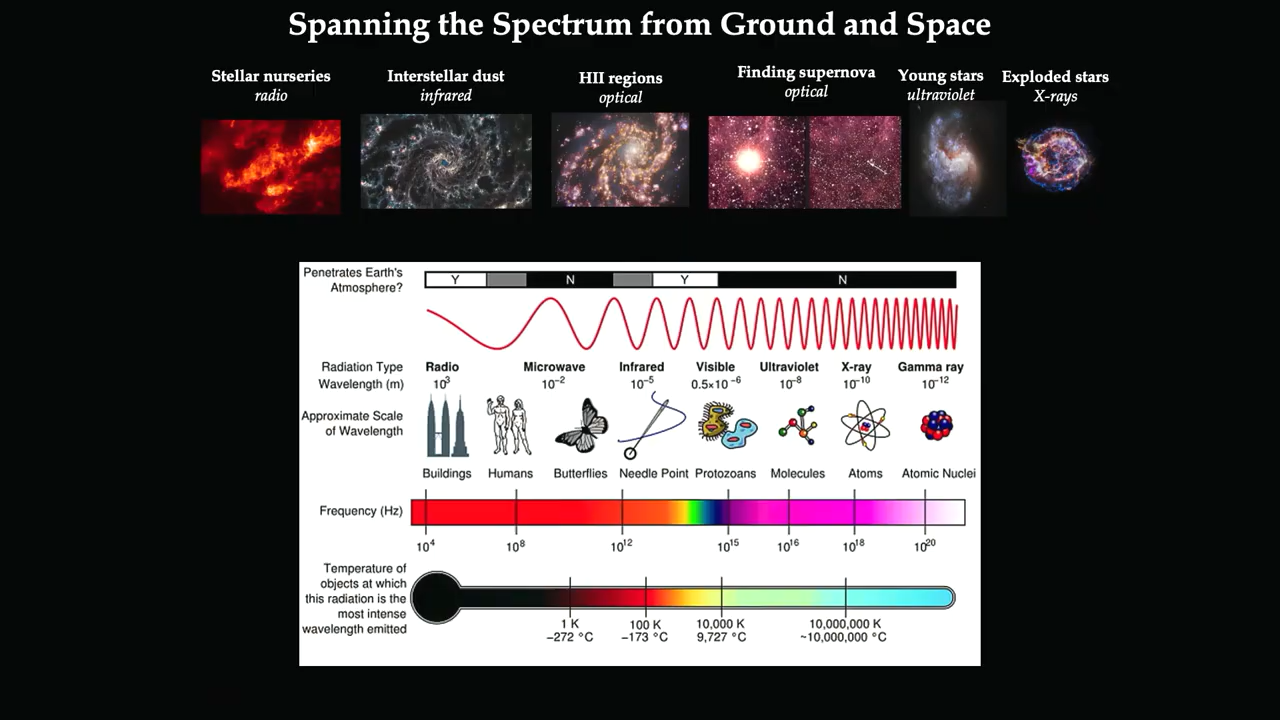 Spanning the Spectrum from Ground and Space
Stellar nurseries
radio
Interstellar dust
infrared
HII regions
optical
Finding supernova
optical
Young stars
ultraviolet
Exploded stars
X-rays
Penetrates Earth's
Atmosphere?
Y
N
Y
N
Radiation Type
Radio
Microwave
Infrared
Visible
Ultraviolet
X-ray
Gamma ray
Wavelength (m)
10³
10⁻²
10⁻⁵
0.5×10⁻⁶
10⁻⁸
10⁻¹⁰
10⁻¹²
Approximate Scale
of Wavelength
Buildings
Humans
Butterflies
Needle Point
Protozoans
Molecules
Atoms
Atomic Nuclei
Frequency (Hz)
10⁴
10⁸
10¹²
10¹⁵
10¹⁶
10¹⁸
10²⁰
Temperature of
objects at which
this radiation is the
most intense
wavelength emitted
1 K
−272 °C
100 K
−173 °C
10,000 K
9,727 °C
10,000,000 K
~10,000,000 °C